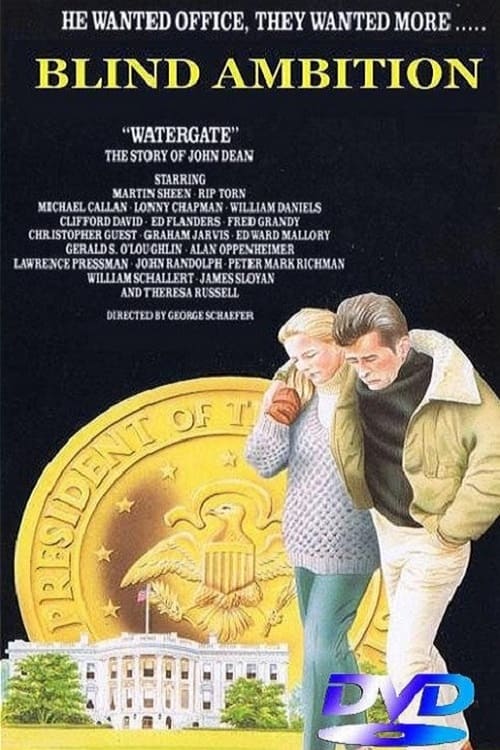 HE WANTED OFFICE, THEY WANTED MORE .....
BLIND AMBITION
"WATERGATE"
THE STORY OF JOHN DEAN
STARRING
MARTIN SHEEN · RIP TORN
MICHAEL CALLAN · LONNY CHAPMAN · WILLIAM DANIELS
CLIFFORD DAVID · ED FLANDERS · FRED GRANDY
CHRISTOPHER GUEST · GRAHAM JARVIS · EDWARD MALLORY
GERALD S. O'LOUGHLIN · ALAN OPPENHEIMER
LAWRENCE PRESSMAN · JOHN RANDOLPH · PETER MARK RICHMAN
WILLIAM SCHALLERT · JAMES SLOYAN
AND THERESA RUSSELL
DIRECTED BY GEORGE SCHAEFER
PRESIDENT OF T
DVD